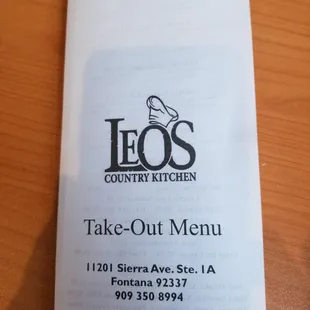 LEOS
COUNTRY KITCHEN
Take-Out Menu
11201 Sierra Ave. Ste. 1A
Fontana 92337
909 350 8994